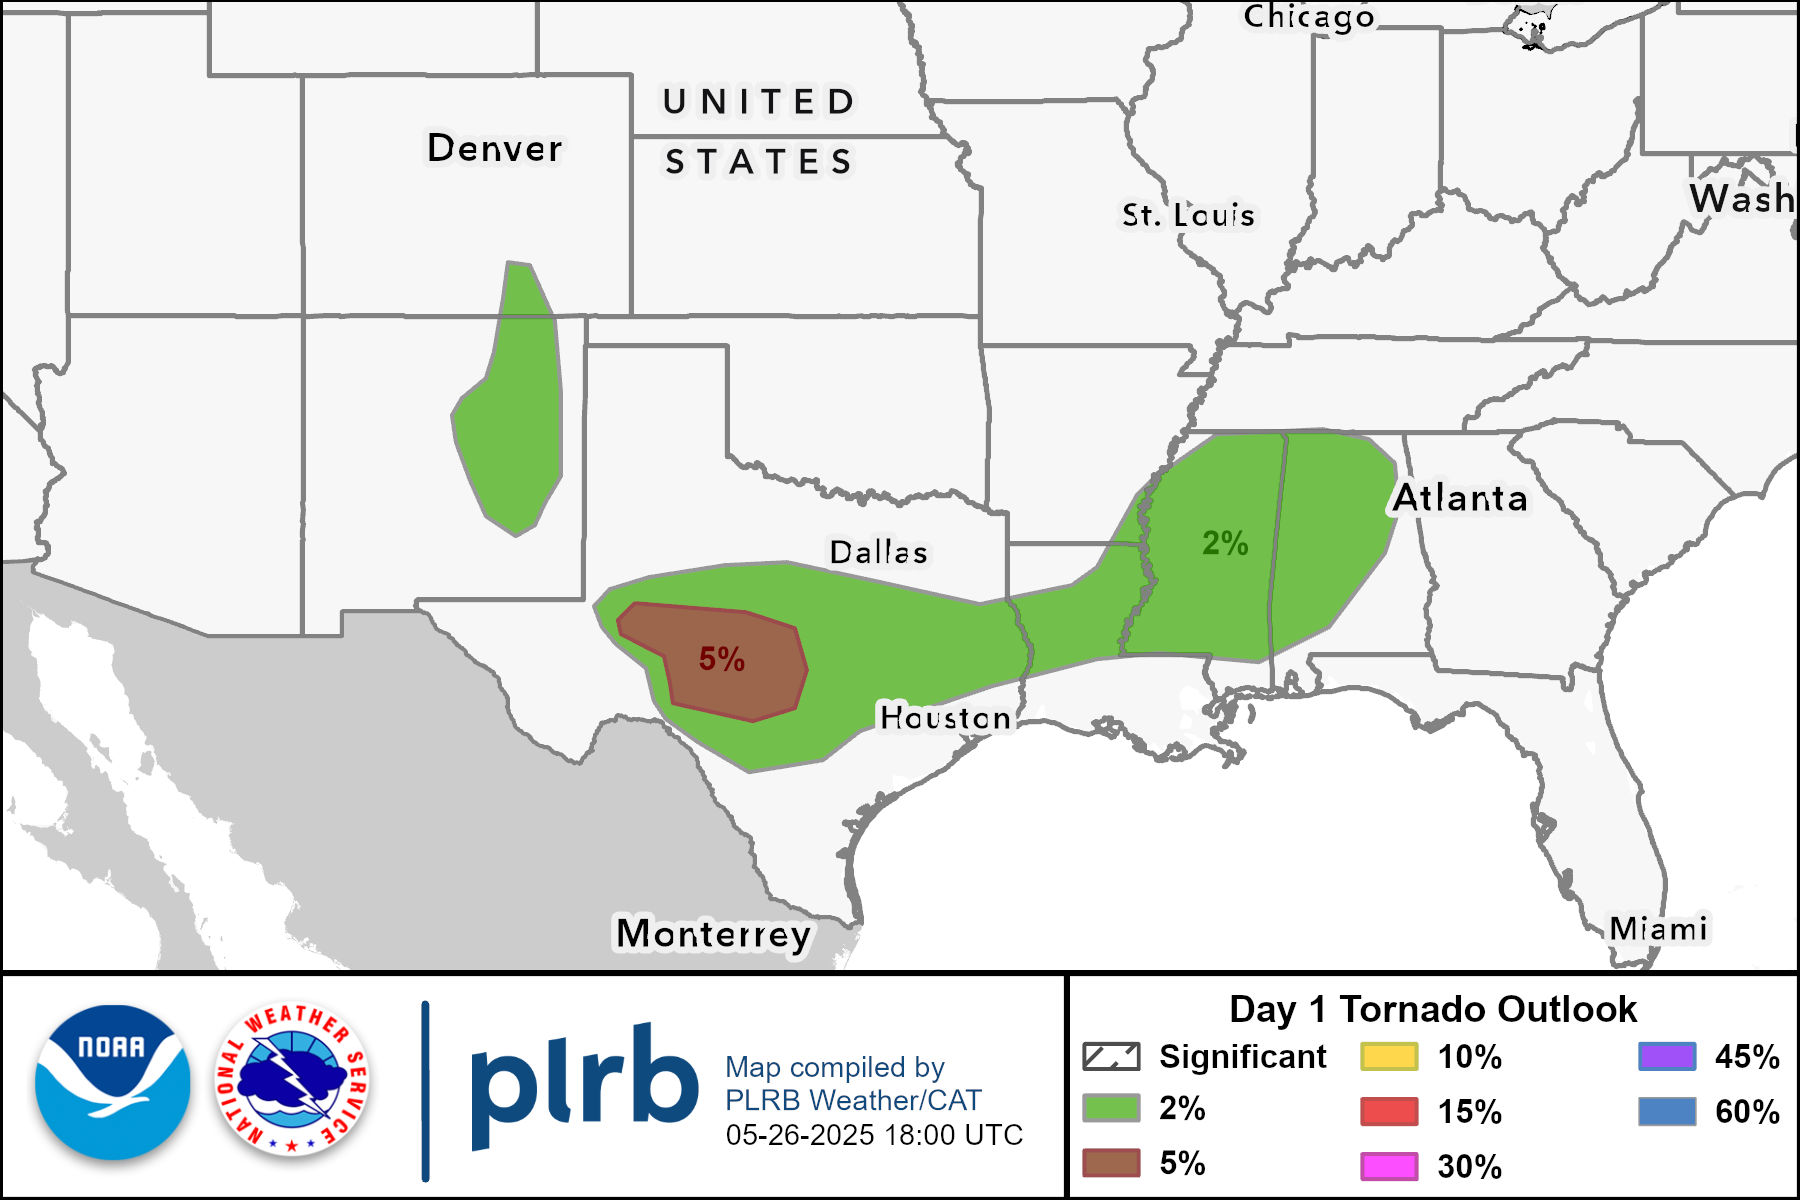 Chicago
UNITED
STATES
Denver
St. Louis
Wash
Atlanta
2%
Dallas
5%
Houston
Monterrey
Miami
NOAA
NATIONAL WEATHER SERVICE
plrb
Map compiled by
PLRB Weather/CAT
05-26-2025 18:00 UTC
Day 1 Tornado Outlook
Significant
2%
5%
10%
15%
30%
45%
60%